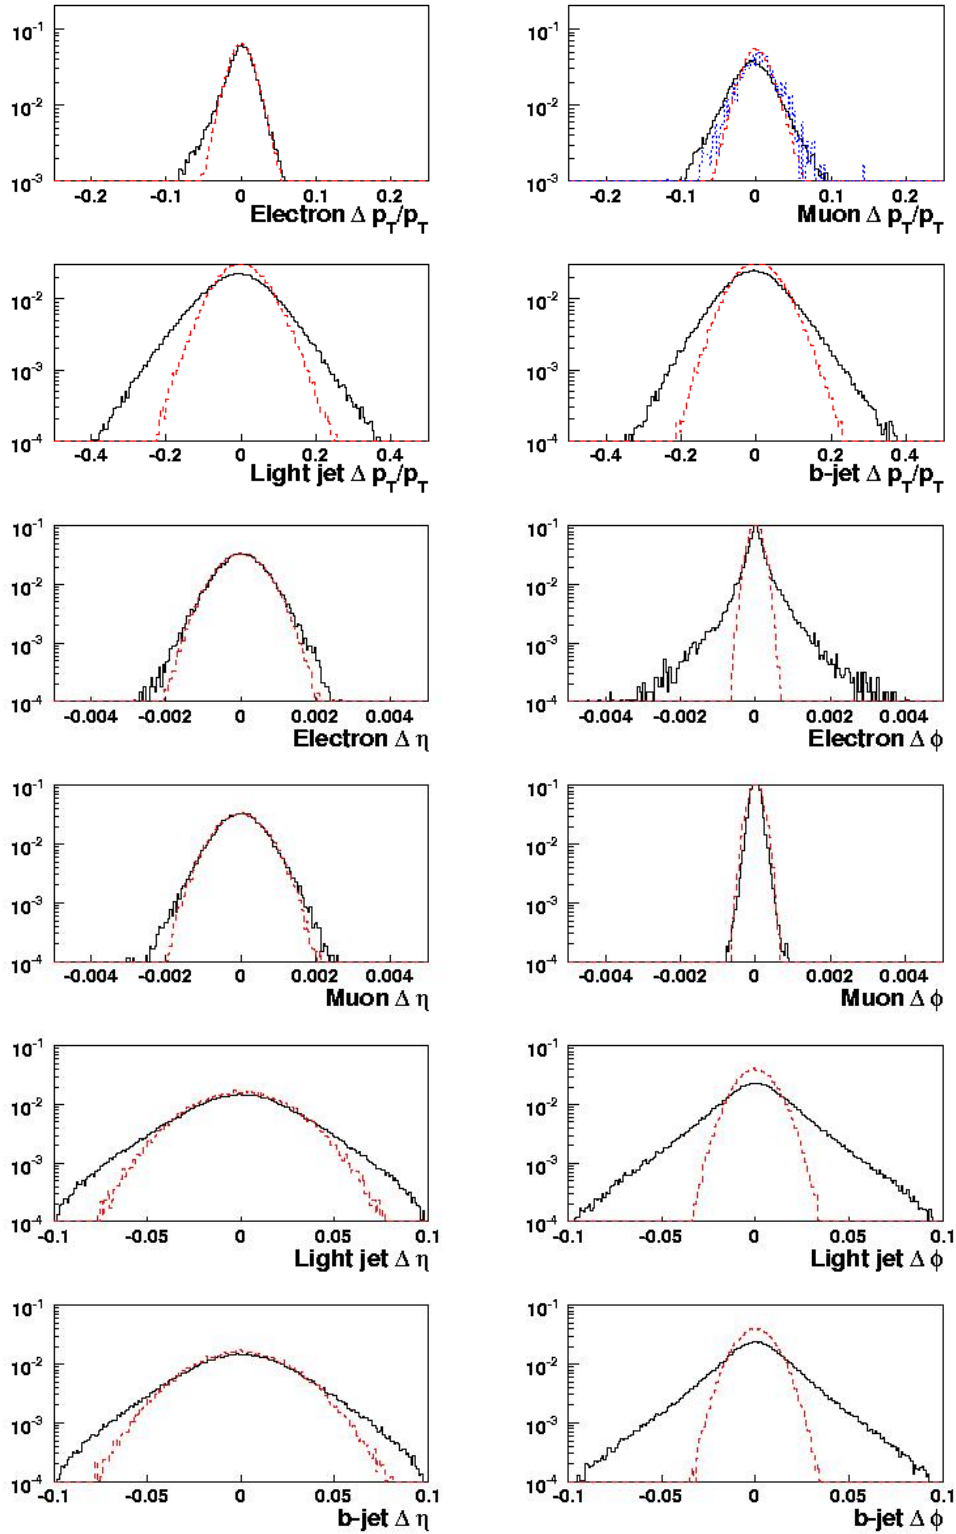 10⁻¹ 10⁻¹
10⁻² 10⁻²
10⁻³ 10⁻³
-0.2 -0.1 0 0.1 0.2 -0.2 -0.1 0 0.1 0.2
Electron Δ p_T/p_T Muon Δ p_T/p_T
10⁻² 10⁻²
10⁻³ 10⁻³
10⁻⁴ 10⁻⁴
-0.4 -0.2 0 0.2 0.4 -0.4 -0.2 0 0.2 0.4
Light jet Δ p_T/p_T b-jet Δ p_T/p_T
10⁻¹ 10⁻¹
10⁻² 10⁻²
10⁻³ 10⁻³
10⁻⁴ 10⁻⁴
-0.004 -0.002 0 0.002 0.004 -0.004 -0.002 0 0.002 0.004
Electron Δ η Electron Δ ϕ
10⁻¹ 10⁻¹
10⁻² 10⁻²
10⁻³ 10⁻³
10⁻⁴ 10⁻⁴
-0.004 -0.002 0 0.002 0.004 -0.004 -0.002 0 0.002 0.004
Muon Δ η Muon Δ ϕ
10⁻¹ 10⁻¹
10⁻² 10⁻²
10⁻³ 10⁻³
10⁻⁴ 10⁻⁴
-0.1 -0.05 0 0.05 0.1 -0.1 -0.05 0 0.05 0.1
Light jet Δ η Light jet Δ ϕ
10⁻¹ 10⁻¹
10⁻² 10⁻²
10⁻³ 10⁻³
10⁻⁴ 10⁻⁴
-0.1 -0.05 0 0.05 0.1 -0.1 -0.05 0 0.05 0.1
b-jet Δ η b-jet Δ ϕ